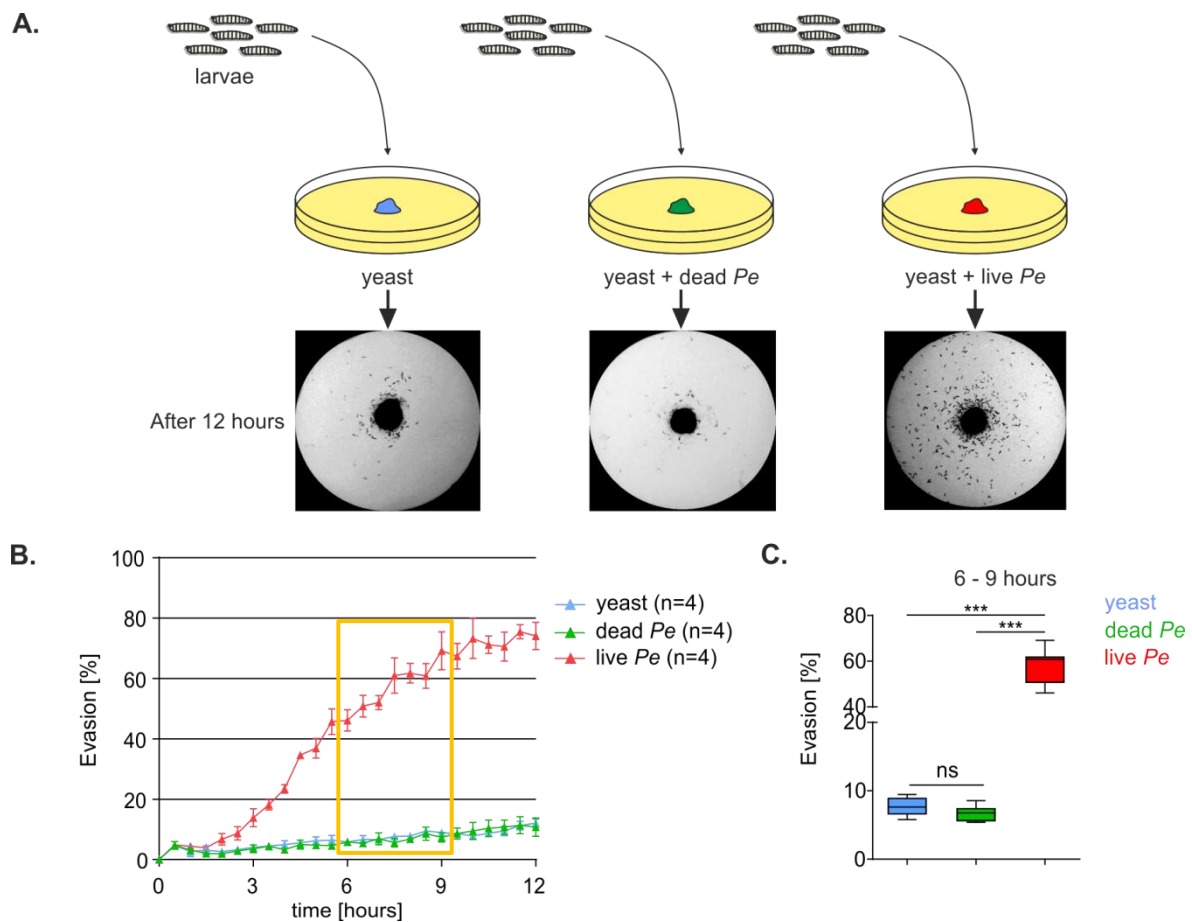 A.
larvae
yeast
yeast + dead Pe
yeast + live Pe
After 12 hours
B.
Evasion [%]
100
80
60
40
20
0
0
3
6
9
12
time [hours]
yeast (n=4)
dead Pe (n=4)
live Pe (n=4)
C.
6 - 9 hours
yeast
dead Pe
live Pe
Evasion [%]
80
60
40
20
10
0
***
***
ns